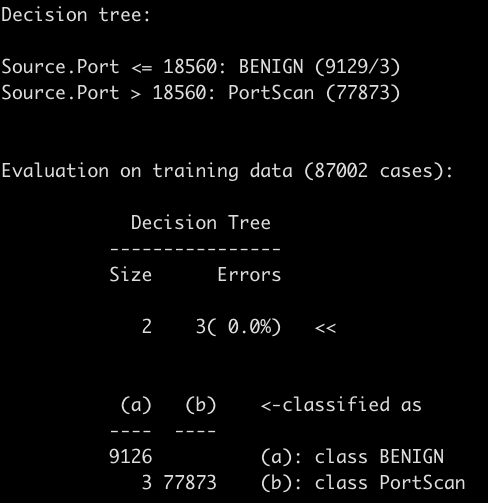 Decision tree:
Source.Port <= 18560: BENIGN (9129/3)
Source.Port > 18560: PortScan (77873)
Evaluation on training data (87002 cases):
Decision Tree
----------------
Size Errors
2 3( 0.0%) <<
(a) (b) <-classified as
---- ----
9126 (a): class BENIGN
3 77873 (b): class PortScan